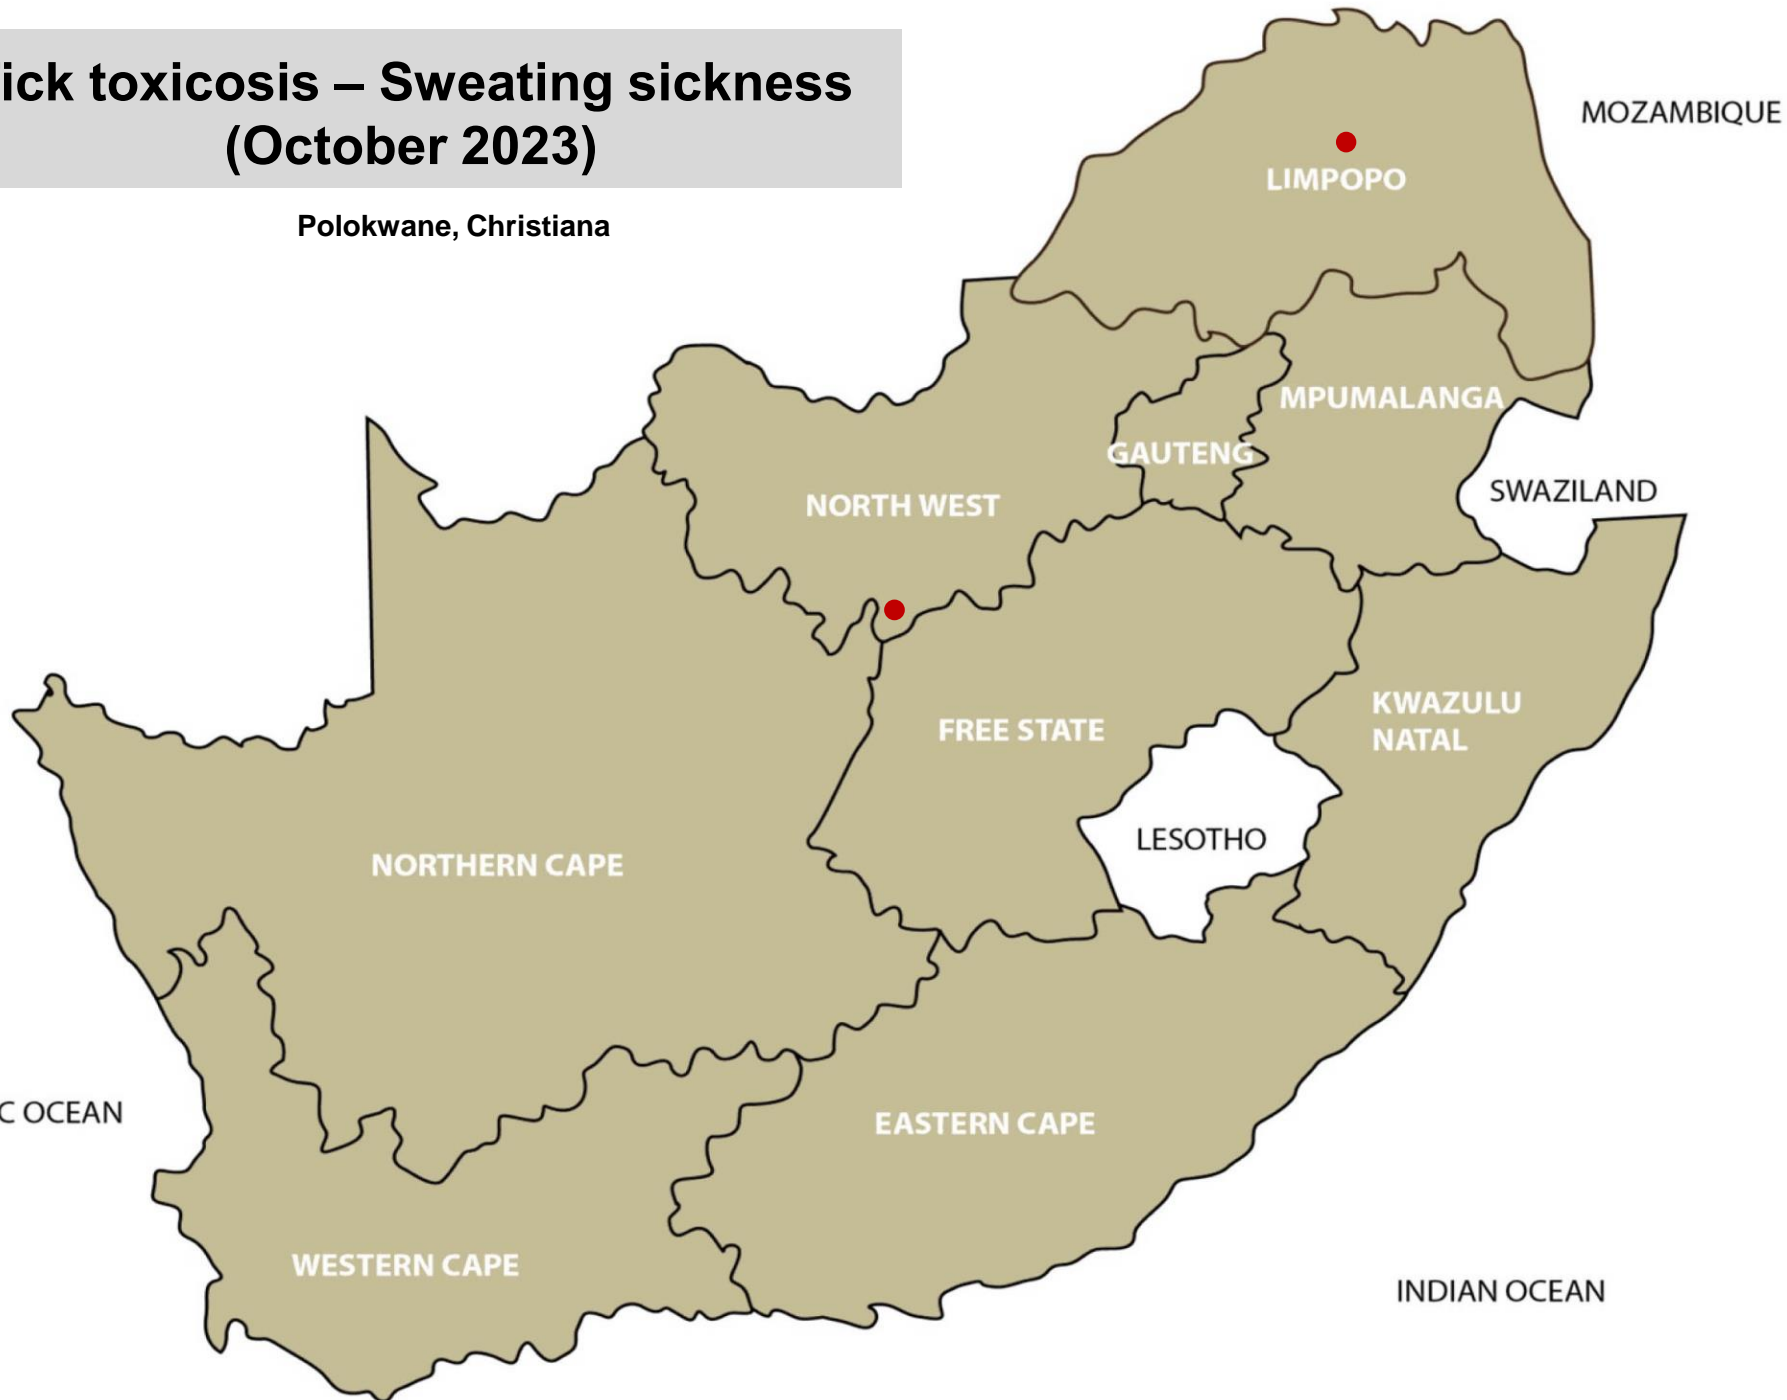 ick toxicosis – Sweating sickness
(October 2023)
Polokwane, Christiana
MOZAMBIQUE
LIMPOPO
MPUMALANGA
GAUTENG
SWAZILAND
NORTH WEST
KWAZULU
NATAL
FREE STATE
LESOTHO
NORTHERN CAPE
C OCEAN
EASTERN CAPE
WESTERN CAPE
INDIAN OCEAN